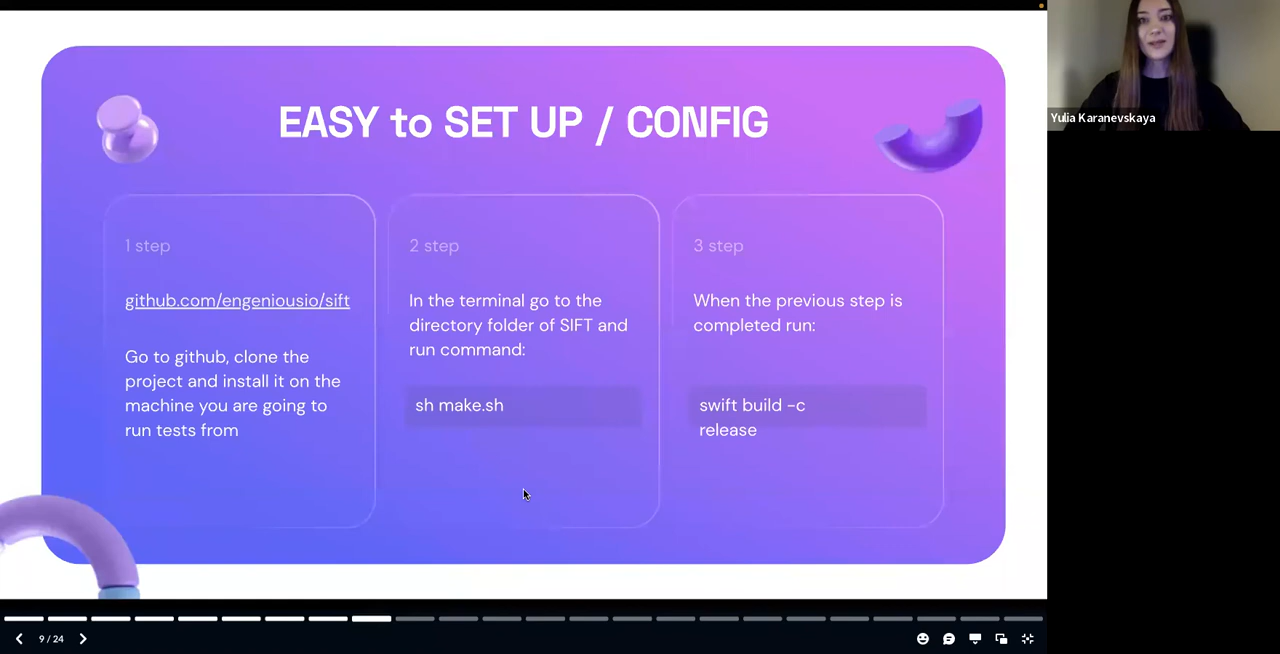 EASY to SET UP / CONFIG
1 step
github.com/engeniousio/sift
Go to github, clone the
project and install it on the
machine you are going to
run tests from
2 step
In the terminal go to the
directory folder of SIFT and
run command:
sh make.sh
3 step
When the previous step is
completed run:
swift build -c
release
Yulia Karanevskaya
9 / 24